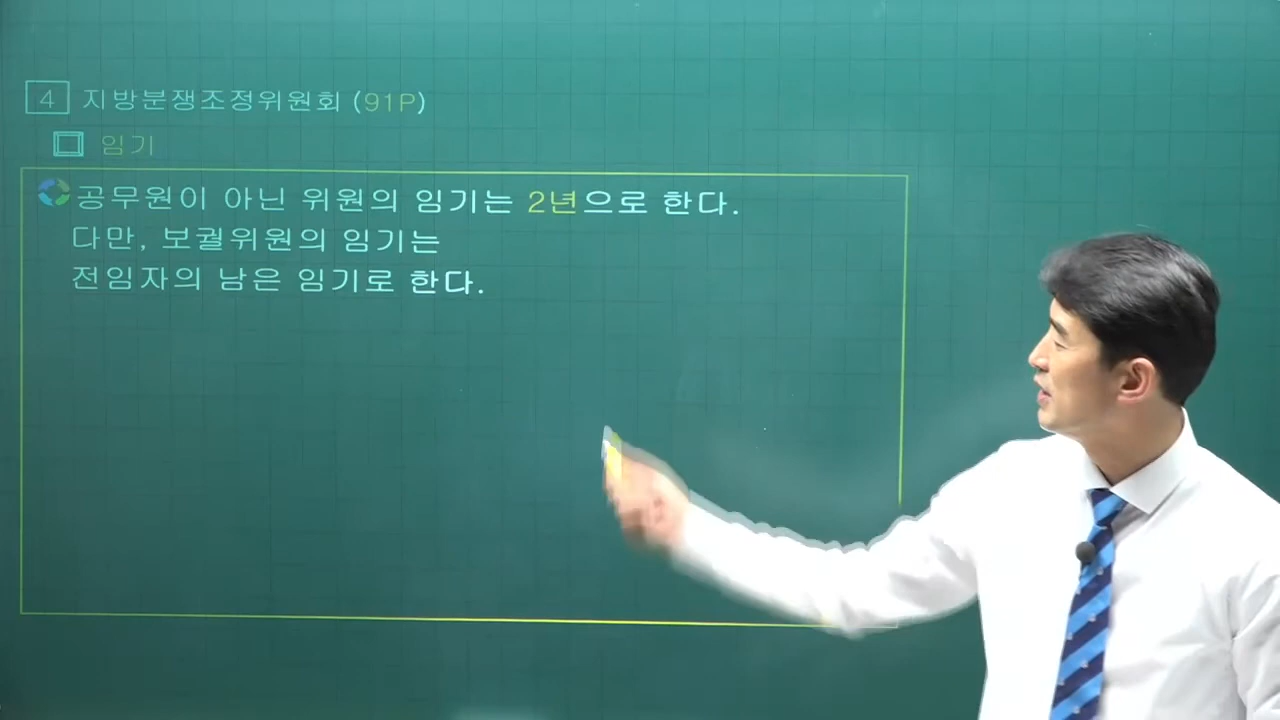 4 지방분쟁조정위원회 (91P)
임기
공무원이 아닌 위원의 임기는 2년으로 한다.
다만, 보궐위원의 임기는
전임자의 남은 임기로 한다.